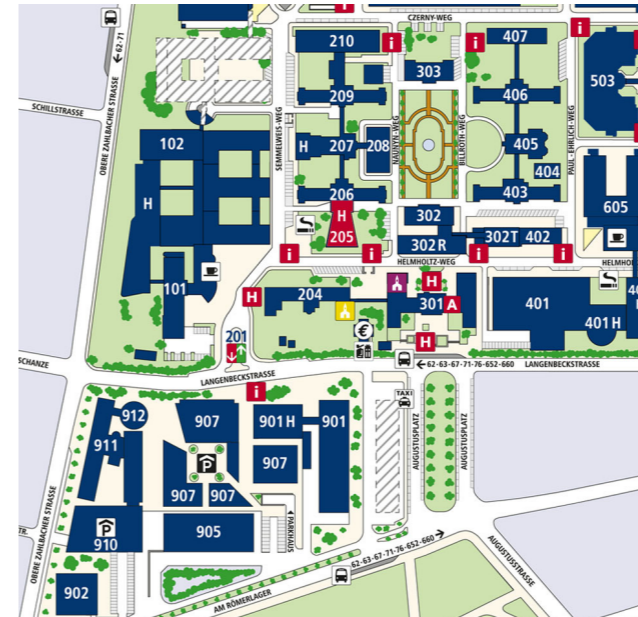 CZERNY-WEG
i
i
i
i
←62-71
OBERE ZAHLBACHER STRASSE
SCHILLSTRASSE
210
303
407
503
209
406
SEMMELWEIS-WEG
NAUNYN-WEG
BILLROTH-WEG
PAUL-EHRLICH-WEG
102
H
207
208
405
404
206
403
H
H
205
302
605
302 R
302T
402
i
i
i
i
HELMHOLTZ-WEG
101
H
204
H
301
A
401
401 H
201
€
H
SCHANZE
LANGENBECKSTRASSE
←62-63-67-71-76-652-660
LANGENBECKSTRASSE
i
TAXI
912
907
901 H
901
911
AUGUSTUSPLATZ
AUGUSTUSPLATZ
P
907
907
907
PARKHAUS
P
910
905
OBERE ZAHLBACHER STRASSE
62-63-67-71-76-652-660
AUGUSTUSSTRASSE
902
AM RÖMERLAGER